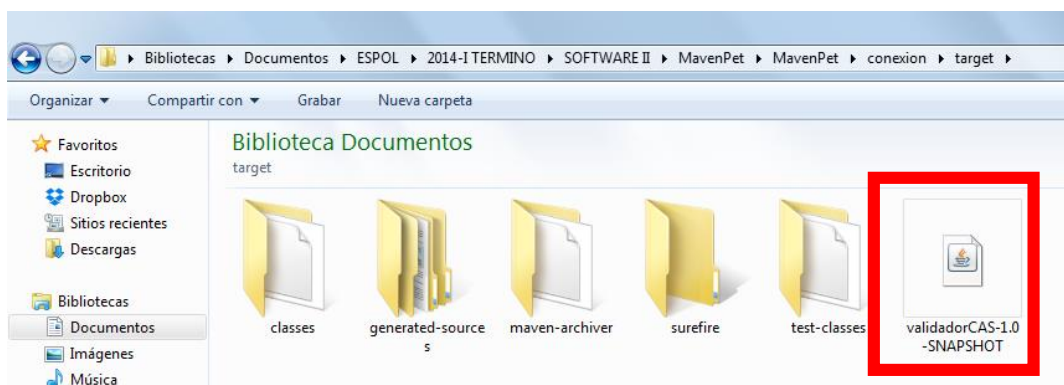 Bibliotecas Documentos ESPOL 2014-I TERMINO SOFTWARE II MavenPet MavenPet conexion target
Organizar Compartir con Grabar Nueva carpeta
Favoritos
Escritorio
Dropbox
Sitios recientes
Descargas
Bibliotecas
Documentos
Imágenes
Música
Biblioteca Documentos
target
classes
generated-source
s
maven-archiver
surefire
test-classes
validadorCAS-1.0
-SNAPSHOT